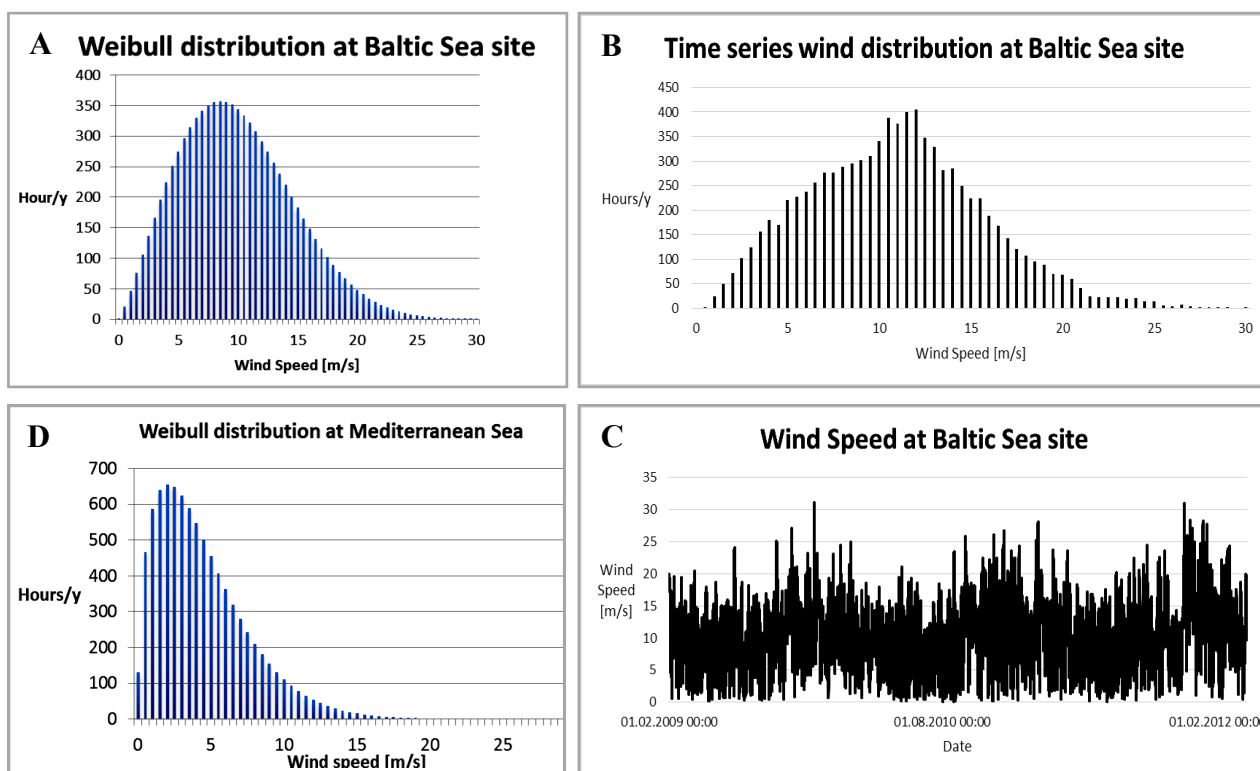 A Weibull distribution at Baltic Sea site
400
350
300
250
200
150
100
50
0
Hour/y
0 5 10 15 20 25 30
Wind Speed [m/s]
B Time series wind distribution at Baltic Sea site
450
400
350
300
250
200
150
100
50
0
Hours/y
0 5 10 15 20 25 30
Wind Speed [m/s]
D Weibull distribution at Mediterranean Sea
700
600
500
400
300
200
100
0
Hours/y
0 5 10 15 20 25
Wind speed [m/s]
C Wind Speed at Baltic Sea site
35
30
25
20
15
10
5
0
Wind
Speed
[m/s]
01.02.2009 00:00 01.08.2010 00:00 01.02.2012 00:00
Date